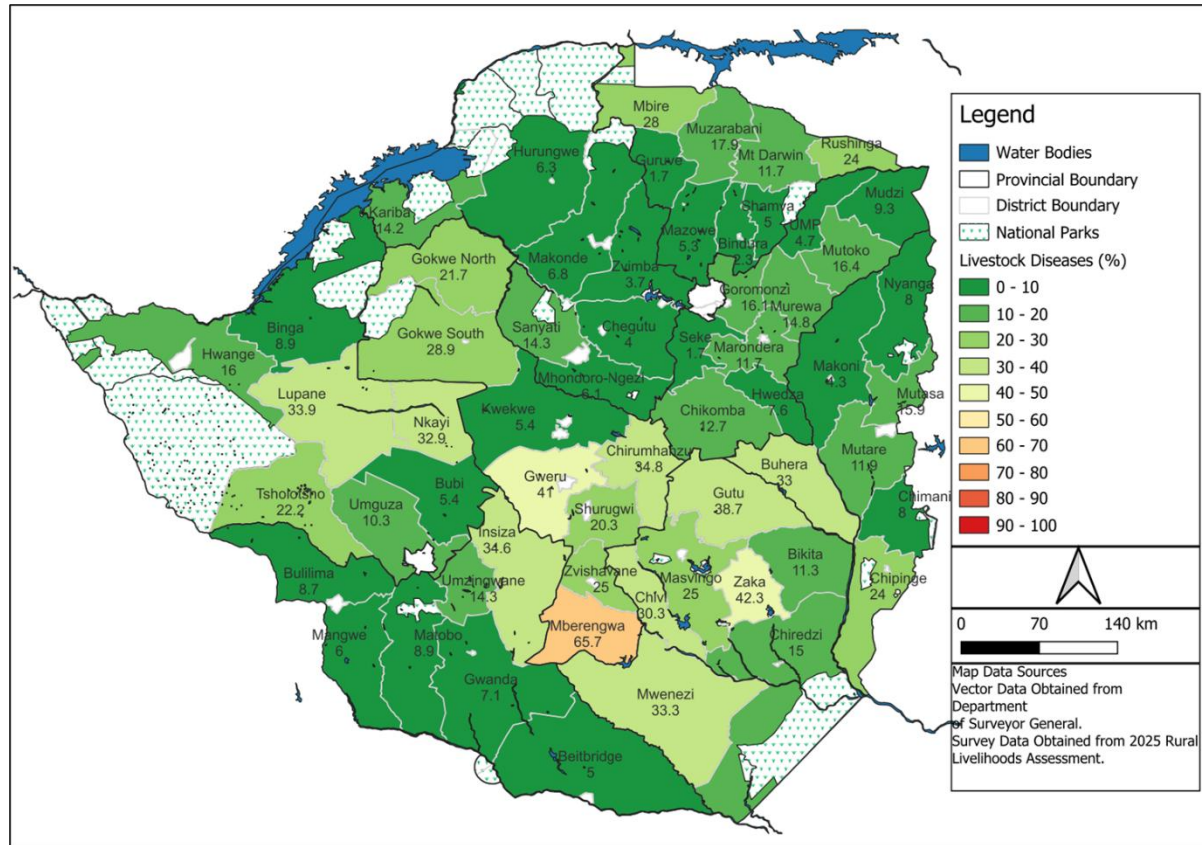 Mbire
28
Muzarabani
17.9
Mt Darwin
11.7
Rushinga
24
Hurungwe
6.3
Guruve
1.7
Shamva
5
Mudzi
9.3
UMP
4.7
Kariba
14.2
Mazowe
5.3
Bindura
2.3
Mutoko
16.4
Makonde
6.8
Zvimba
3.7
Gokwe North
21.7
Goromonzi
16.1
Murewa
14.8
Nyanga
8
Binga
8.9
Gokwe South
28.9
Sanyati
14.3
Chegutu
4
Seke
1.7
Marondera
11.7
Makoni
4.3
Hwange
16
Mhondoro-Ngezi
6.1
Hwedza
7.6
Mutasa
15.9
Lupane
33.9
Nkayi
32.9
Kwekwe
5.4
Chikomba
12.7
Mutare
11.9
Chirumhanzu
34.8
Buhera
33
Gweru
41
Tsholotsho
22.2
Umguza
10.3
Bubi
5.4
Shurugwi
20.3
Gutu
38.7
Chimani
8
Insiza
34.6
Bikita
11.3
Bulilima
8.7
Umzingwane
14.3
Zvishavane
25
Chivi
30.3
Masvingo
25
Zaka
42.3
Chipinge
24
Mangwe
6
Matobo
8.9
Mberengwa
65.7
Chiredzi
15
Gwanda
7.1
Mwenezi
33.3
Beitbridge
5
Legend
Water Bodies
Provincial Boundary
District Boundary
National Parks
Livestock Diseases (%)
0 - 10
10 - 20
20 - 30
30 - 40
40 - 50
50 - 60
60 - 70
70 - 80
80 - 90
90 - 100
0 70 140 km
Map Data Sources
Vector Data Obtained from
Department
of Surveyor General.
Survey Data Obtained from 2025 Rural
Livelihoods Assessment.